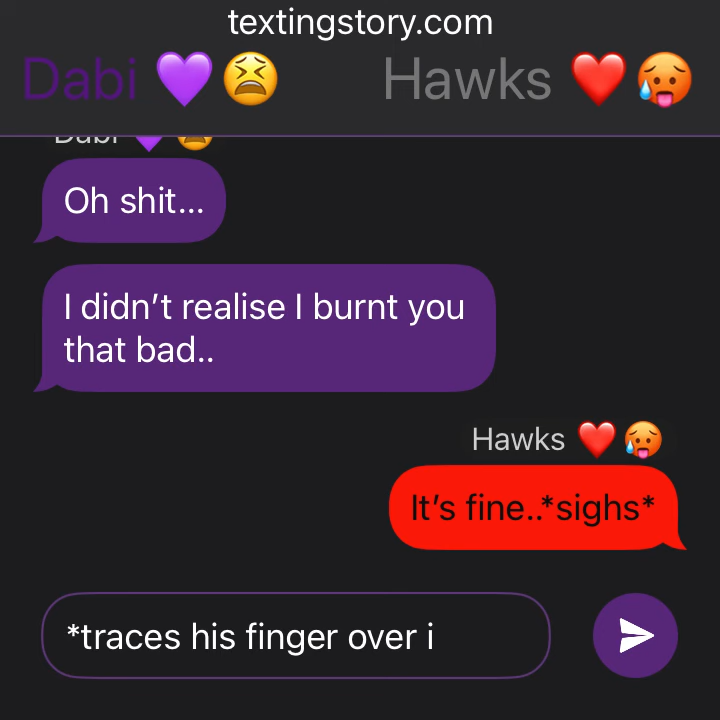 textingstory.com
Dabi 💜😫 Hawks ❤️🥵
Dabi 💜😫
Oh shit...
I didn’t realise I burnt you
that bad..
Hawks ❤️🥵
It’s fine..*sighs*
*traces his finger over i